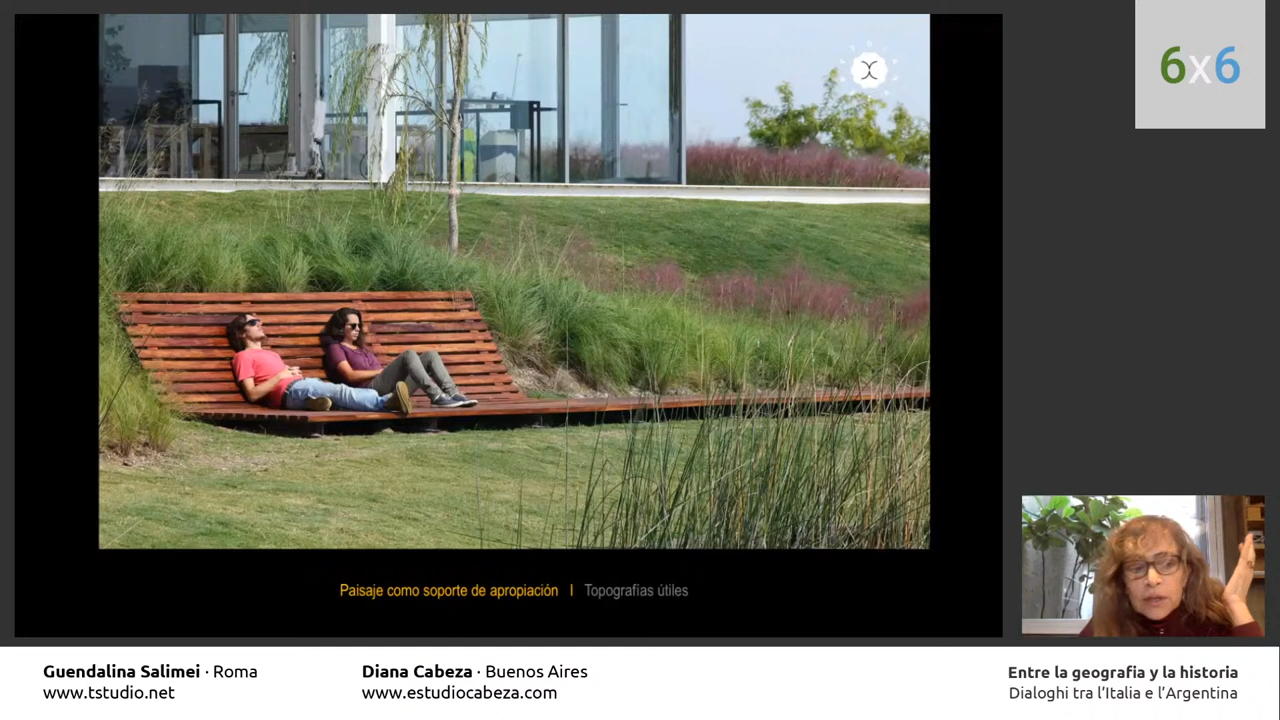 6x6
Paisaje como soporte de apropiación | Topografías útiles
Guendalina Salimei · Roma
www.tstudio.net
Diana Cabeza · Buenos Aires
www.estudiocabeza.com
Entre la geografia y la historia
Dialoghi tra l'Italia e l'Argentina